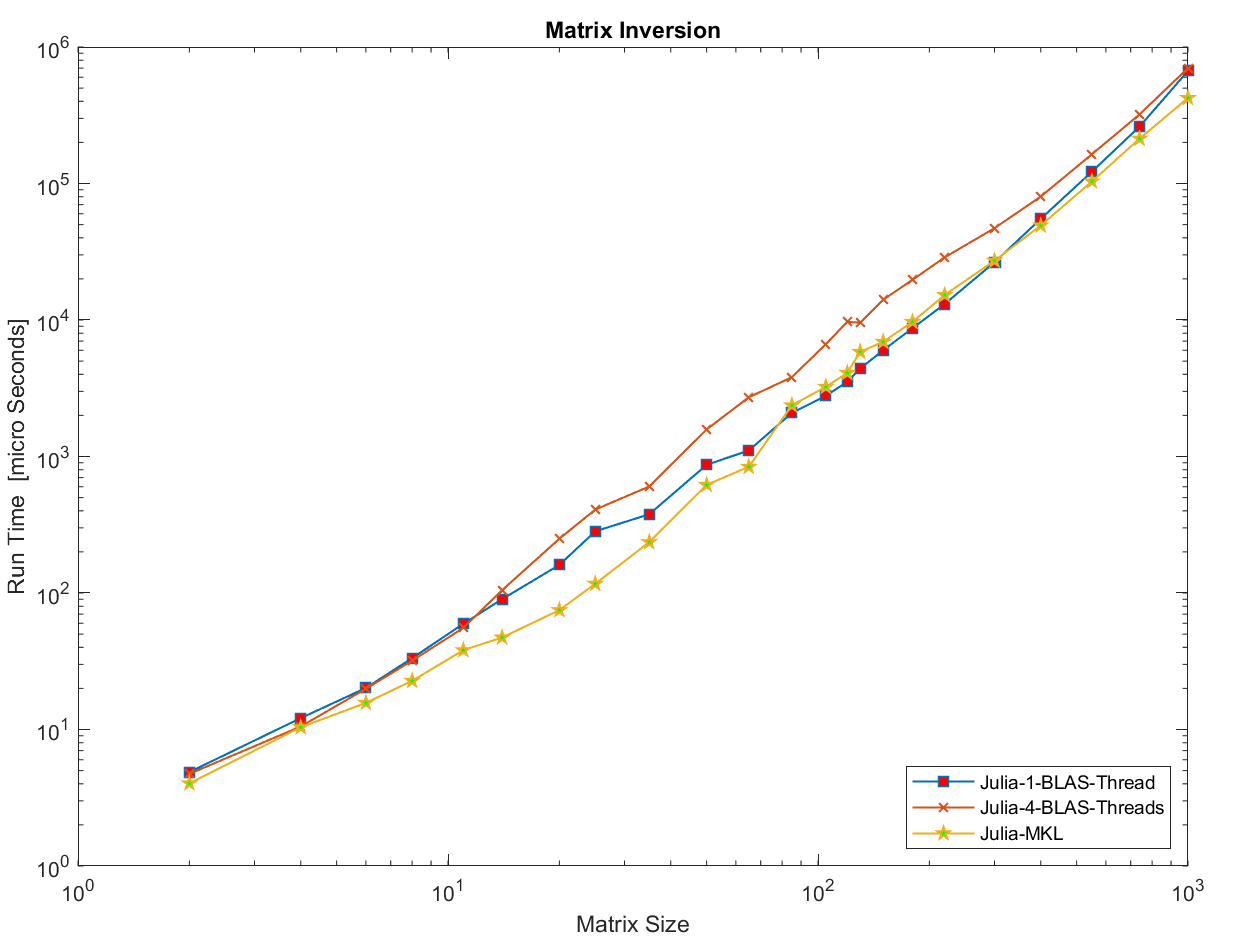 Matrix Inversion
10^6
10^5
10^4
10^3
10^2
10^1
10^0
Run Time [micro Seconds]
10^0 10^1 10^2 10^3
Matrix Size
Julia-1-BLAS-Thread
Julia-4-BLAS-Threads
Julia-MKL